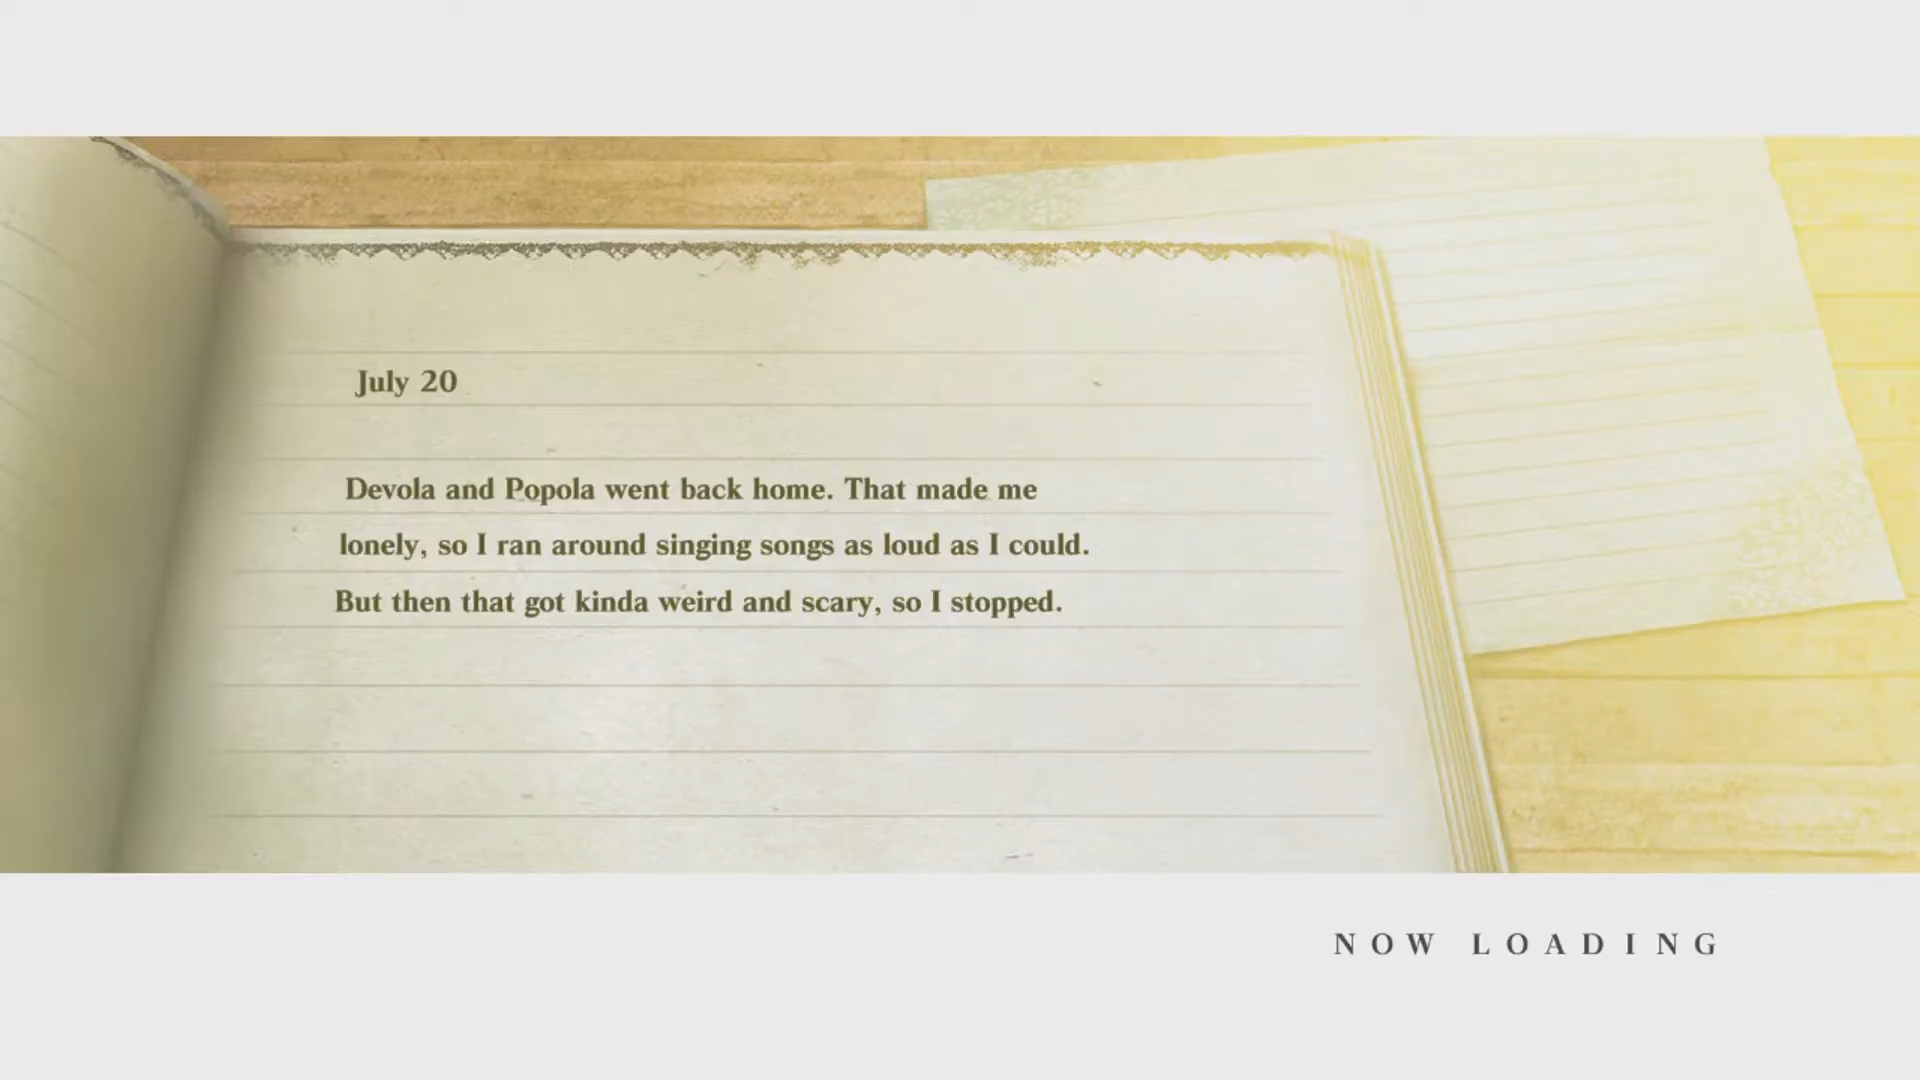 July 20
Devola and Popola went back home. That made me
lonely, so I ran around singing songs as loud as I could.
But then that got kinda weird and scary, so I stopped.
NOW LOADING